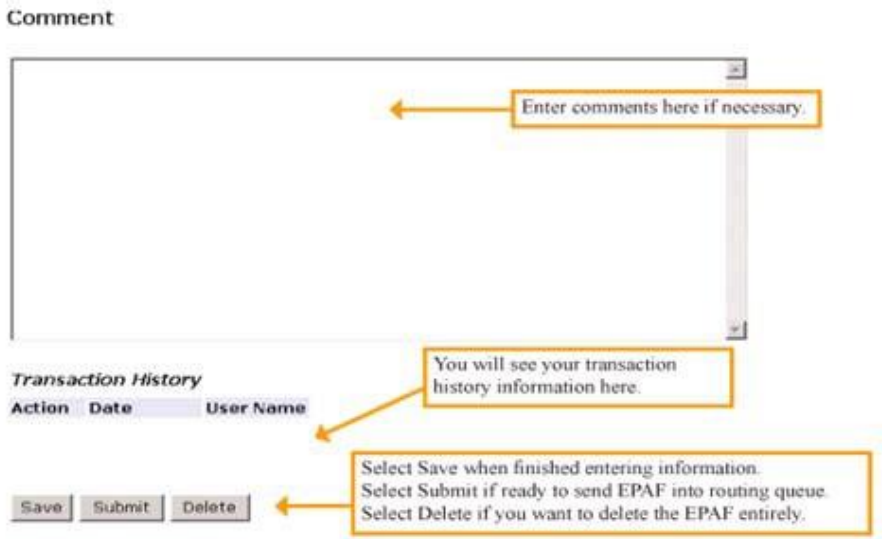 Comment
Enter comments here if necessary.
You will see your transaction
history information here.
Transaction History
Action Date User Name
Select Save when finished entering information.
Select Submit if ready to send EPAF into routing queue.
Select Delete if you want to delete the EPAF entirely.
Save Submit Delete